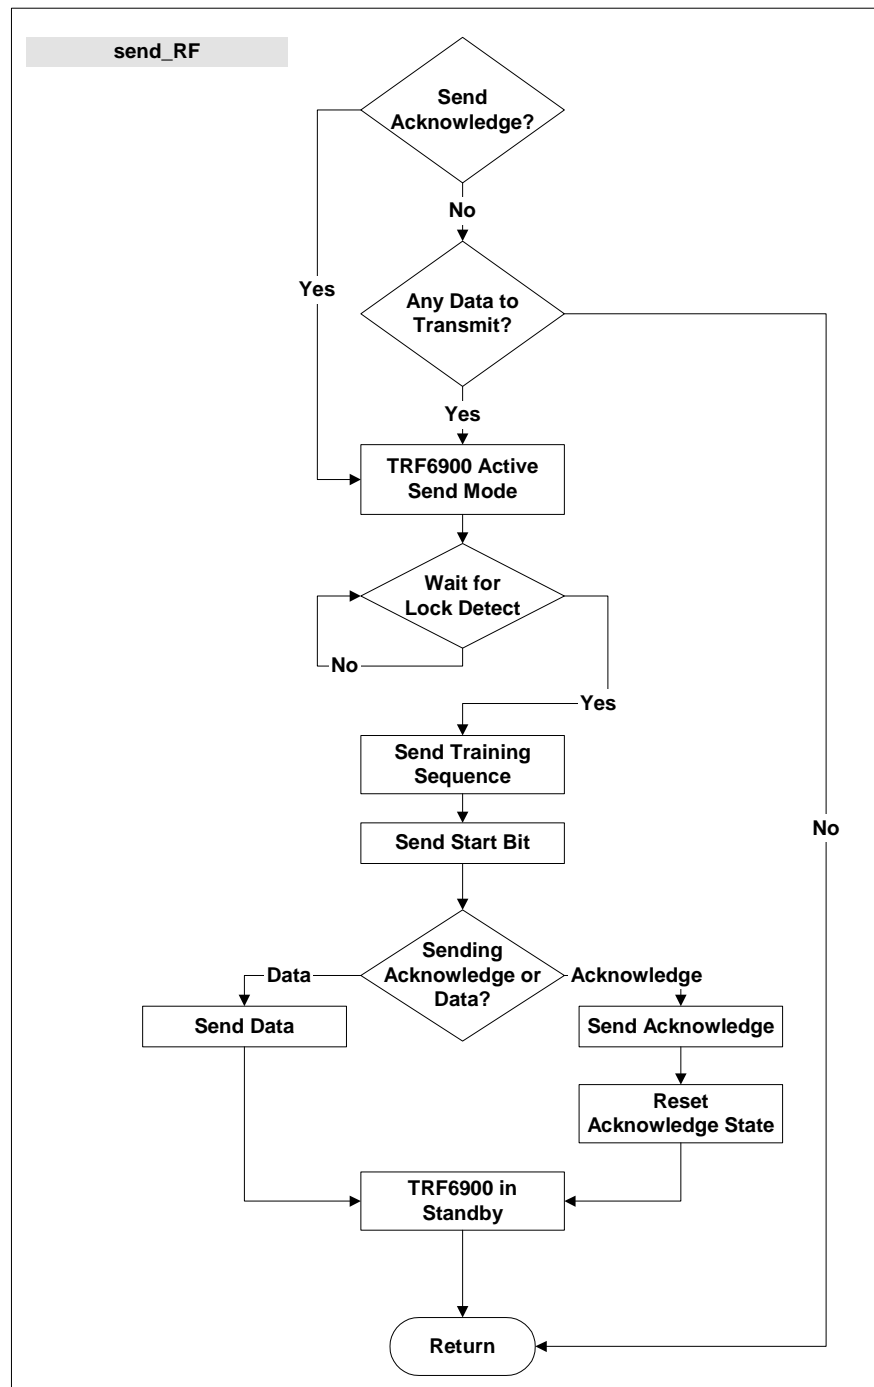 send_RF
Send
Acknowledge?
No
Yes
Any Data to
Transmit?
Yes
TRF6900 Active
Send Mode
Wait for
Lock Detect
No
Yes
Send Training
Sequence
No
Send Start Bit
Sending
Acknowledge or
Data?
Data
Acknowledge
Send Data
Send Acknowledge
Reset
Acknowledge State
TRF6900 in
Standby
Return